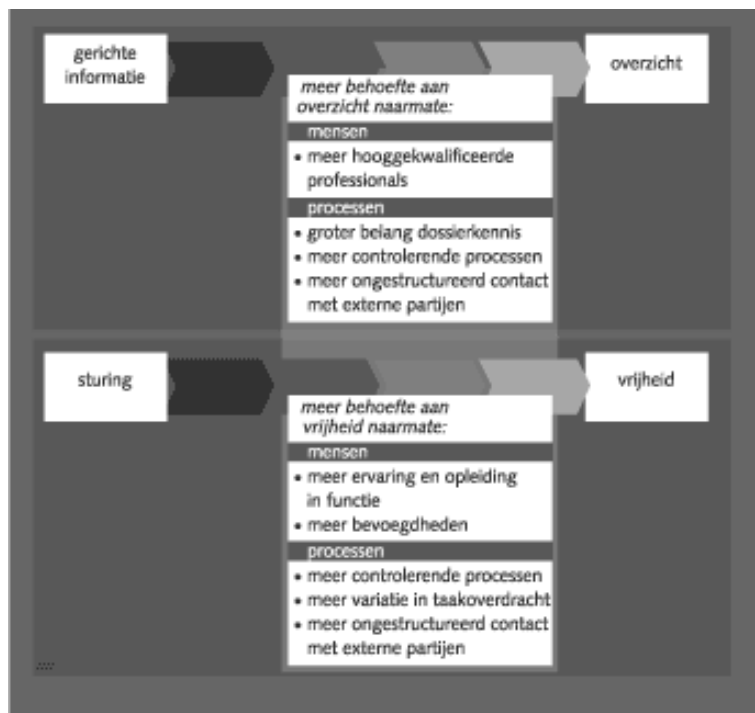 gerichte
informatie
overzicht
meer behoefte aan
overzicht naarmate:
mensen
• meer hooggekwalificeerde
professionals
processen
• groter belang dossierkennis
• meer controlerende processen
• meer ongestructureerd contact
met externe partijen
sturing
vrijheid
meer behoefte aan
vrijheid naarmate:
mensen
• meer ervaring en opleiding
in functie
• meer bevoegdheden
processen
• meer controlerende processen
• meer variatie in taakoverdracht
• meer ongestructureerd contact
met externe partijen